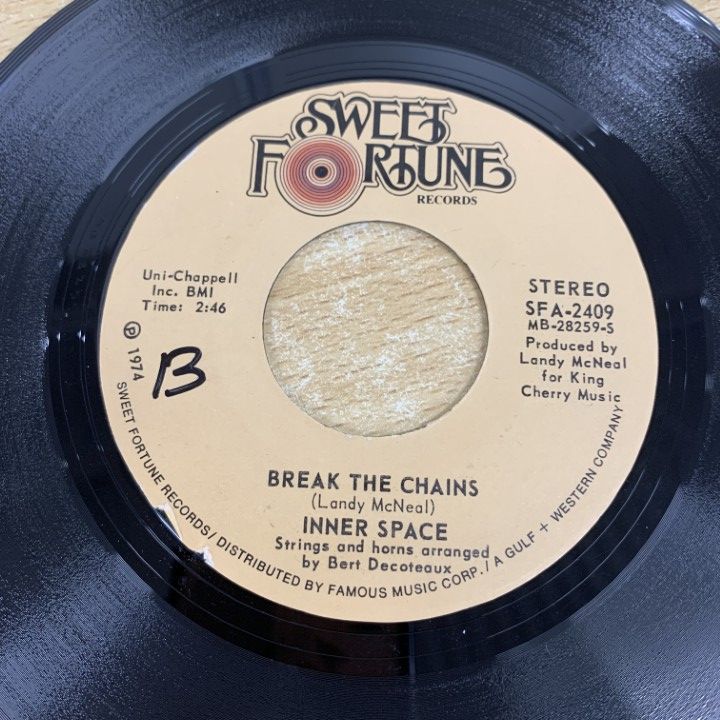 SWEET
FORTUNE
RECORDS
Uni-Chappell
Inc. BMI
Time: 2:46
℗ 1974
B
STEREO
SFA-2409
MB-28259-S
Produced by
Landy McNeal
for King
Cherry Music
BREAK THE CHAINS
(Landy McNeal)
INNER SPACE
Strings and horns arranged
by Bert Decoteaux
SWEET FORTUNE RECORDS/DISTRIBUTED BY FAMOUS MUSIC CORP./A GULF + WESTERN COMPANY